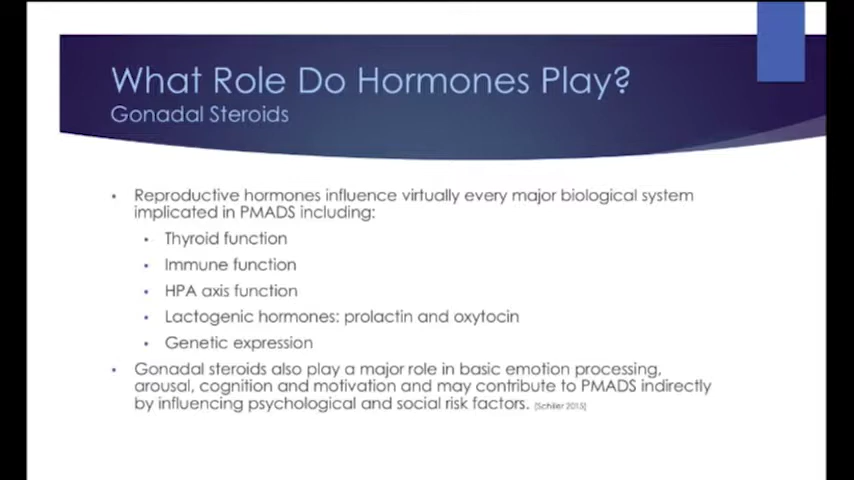 What Role Do Hormones Play?
Gonadal Steroids
• Reproductive hormones influence virtually every major biological system
implicated in PMADS including:
• Thyroid function
• Immune function
• HPA axis function
• Lactogenic hormones: prolactin and oxytocin
• Genetic expression
• Gonadal steroids also play a major role in basic emotion processing,
arousal, cognition and motivation and may contribute to PMADS indirectly
by influencing psychological and social risk factors. (Schiller 2015)